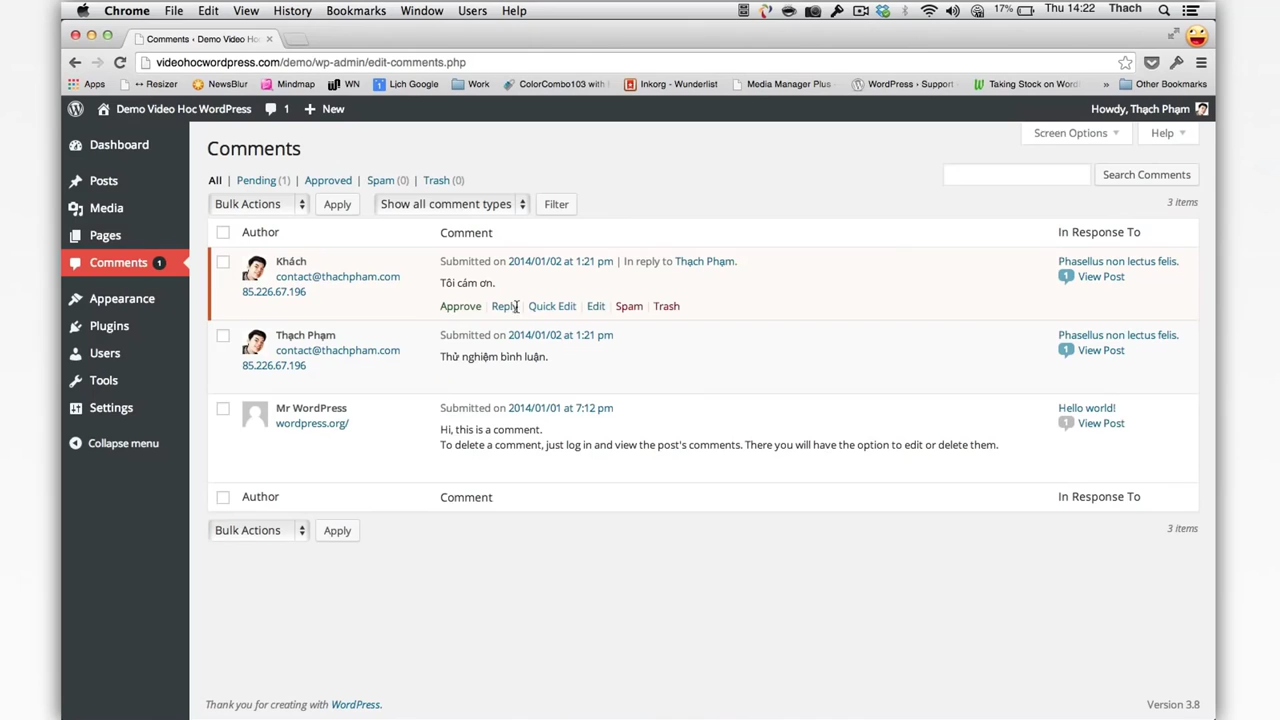 Chrome File Edit View History Bookmarks Window Users Help 17% Thu 14:22 Thach
Comments ‹ Demo Video Ho
videohocwordpress.com/demo/wp-admin/edit-comments.php
Apps ↔ Resizer NewsBlur Mindmap WN 1 Lịch Google Work ColorCombo103 with Inkorg - Wunderlist Media Manager Plus WordPress › Support Taking Stock on Word » Other Bookmarks
Demo Video Hoc WordPress 1 + New Howdy, Thạch Phạm
Screen Options Help
Dashboard
Posts
Media
Pages
Comments 1
Appearance
Plugins
Users
Tools
Settings
Collapse menu
Comments
All | Pending (1) | Approved | Spam (0) | Trash (0)
Search Comments
Bulk Actions Apply Show all comment types Filter
3 items
Author Comment In Response To
Khách
contact@thachpham.com
85.226.67.196
Submitted on 2014/01/02 at 1:21 pm | In reply to Thạch Phạm.
Tôi cám ơn.
Approve | Reply | Quick Edit | Edit | Spam | Trash
Phasellus non lectus felis.
1 View Post
Thạch Phạm
contact@thachpham.com
85.226.67.196
Submitted on 2014/01/02 at 1:21 pm
Thử nghiệm bình luận.
Phasellus non lectus felis.
1 View Post
Mr WordPress
wordpress.org/
Submitted on 2014/01/01 at 7:12 pm
Hi, this is a comment.
To delete a comment, just log in and view the post's comments. There you will have the option to edit or delete them.
Hello world!
1 View Post
Author Comment In Response To
Bulk Actions Apply
3 items
Thank you for creating with WordPress.
Version 3.8